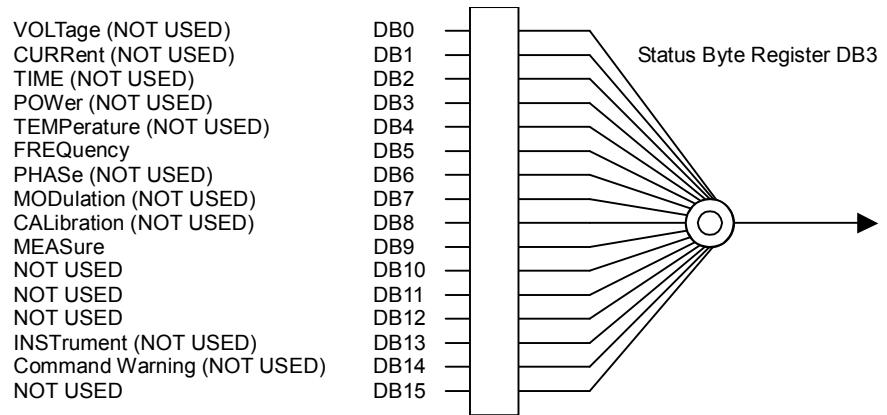 VOLTage (NOT USED) DB0
CURRent (NOT USED) DB1
Status Byte Register DB3
TIME (NOT USED) DB2
POWer (NOT USED) DB3
TEMPerature (NOT USED) DB4
FREQuency DB5
PHASe (NOT USED) DB6
MODulation (NOT USED) DB7
CALibration (NOT USED) DB8
MEASure DB9
NOT USED DB10
NOT USED DB11
NOT USED DB12
INSTrument (NOT USED) DB13
Command Warning (NOT USED) DB14
NOT USED DB15